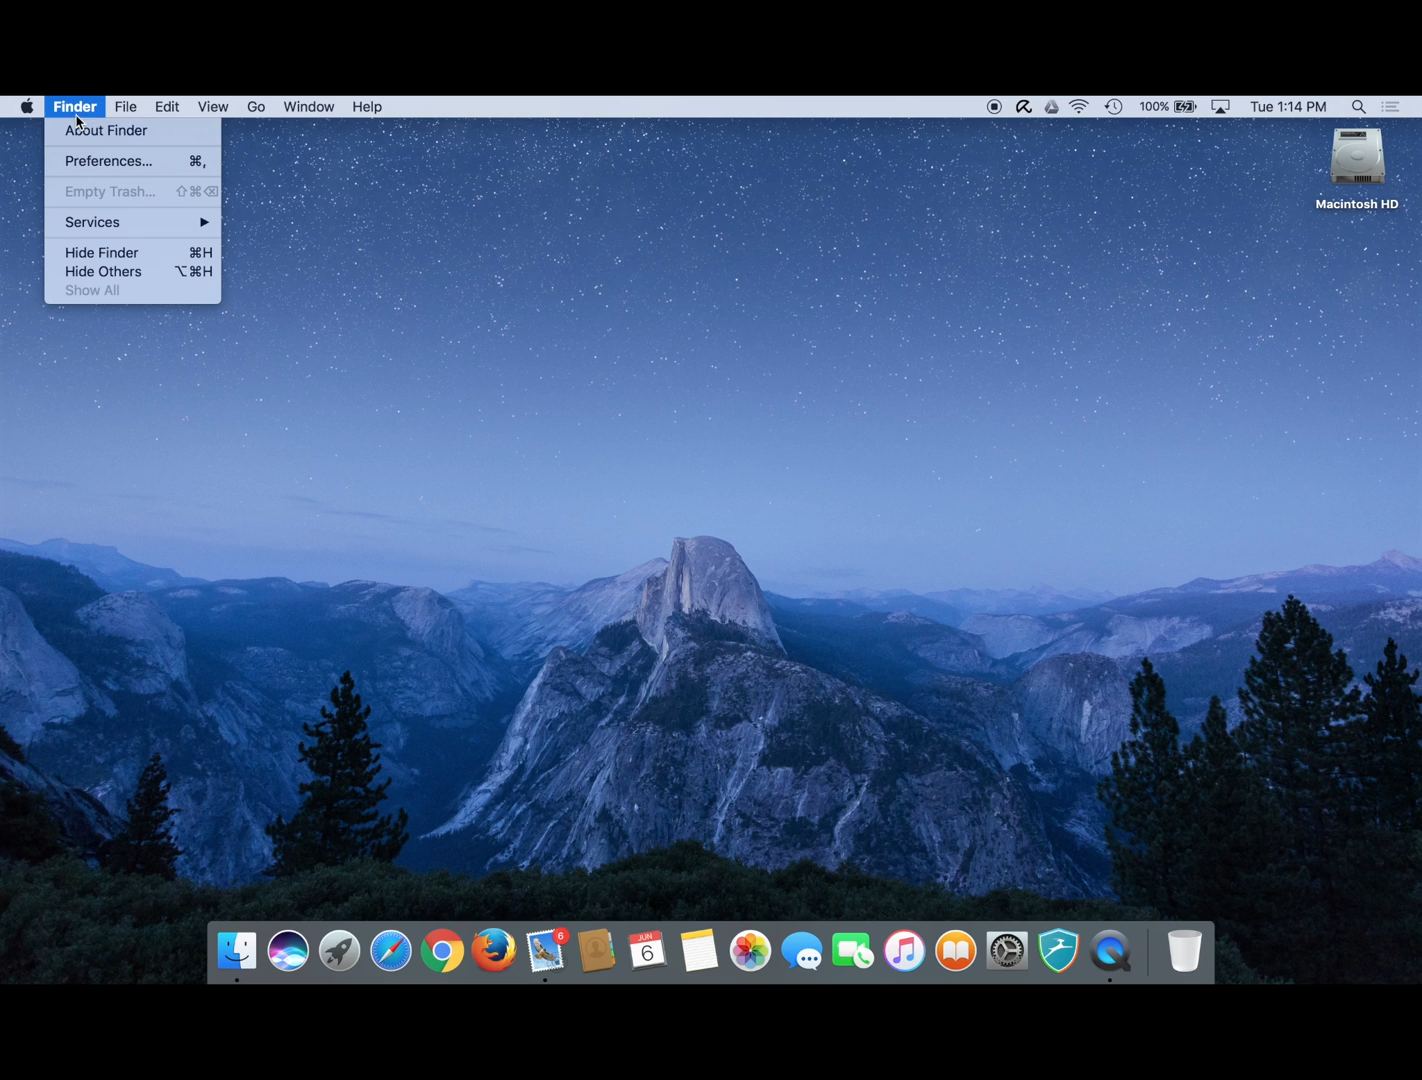 Finder File Edit View Go Window Help 100% Tue 1:14 PM
About Finder
Preferences... ⌘,
Empty Trash... ⇧⌘⌫
Services ▶
Hide Finder ⌘H
Hide Others ⌥⌘H
Show All
Macintosh HD
6
JUN
6